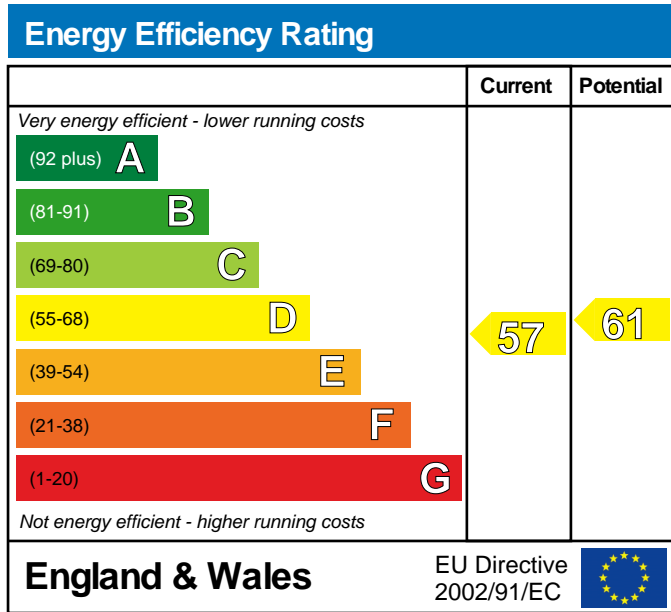 Energy Efficiency Rating
Current Potential
Very energy efficient - lower running costs
(92 plus) A
(81-91) B
(69-80) C
(55-68) D
57 61
(39-54) E
(21-38) F
(1-20) G
Not energy efficient - higher running costs
England & Wales
EU Directive
2002/91/EC